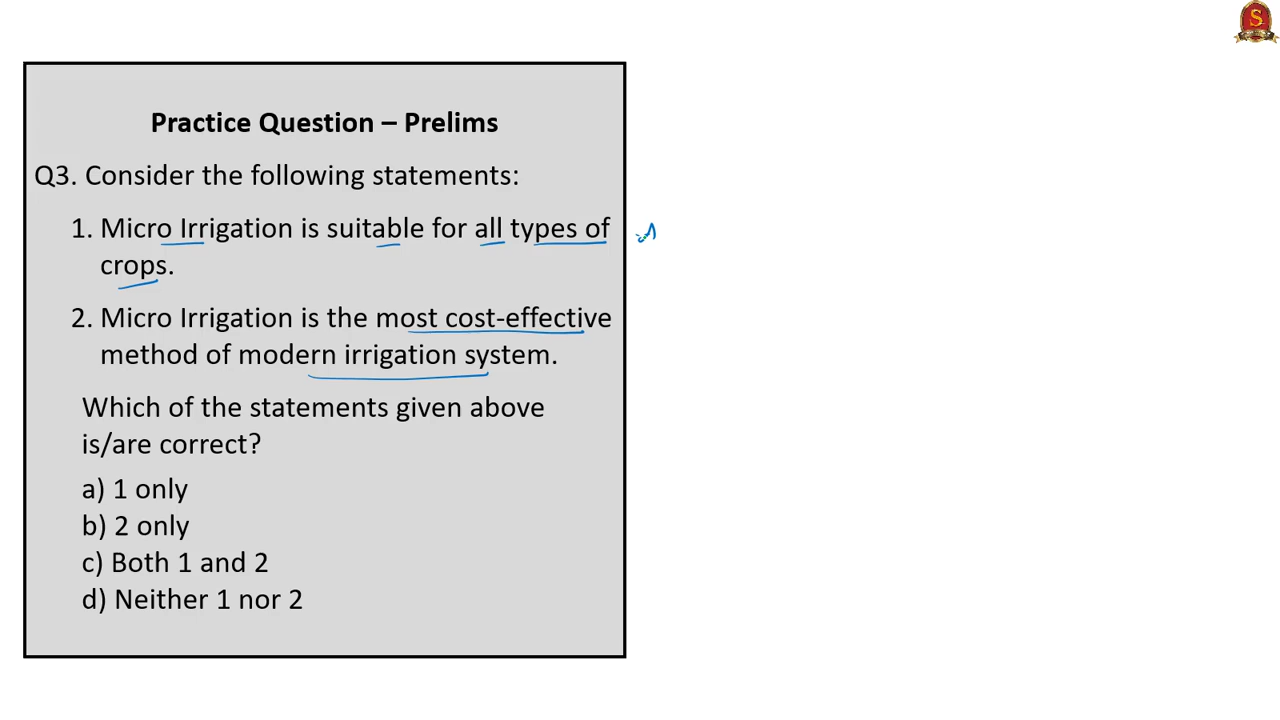 S
Practice Question – Prelims
Q3. Consider the following statements:
1. Micro Irrigation is suitable for all types of
crops.
2. Micro Irrigation is the most cost-effective
method of modern irrigation system.
Which of the statements given above
is/are correct?
a) 1 only
b) 2 only
c) Both 1 and 2
d) Neither 1 nor 2